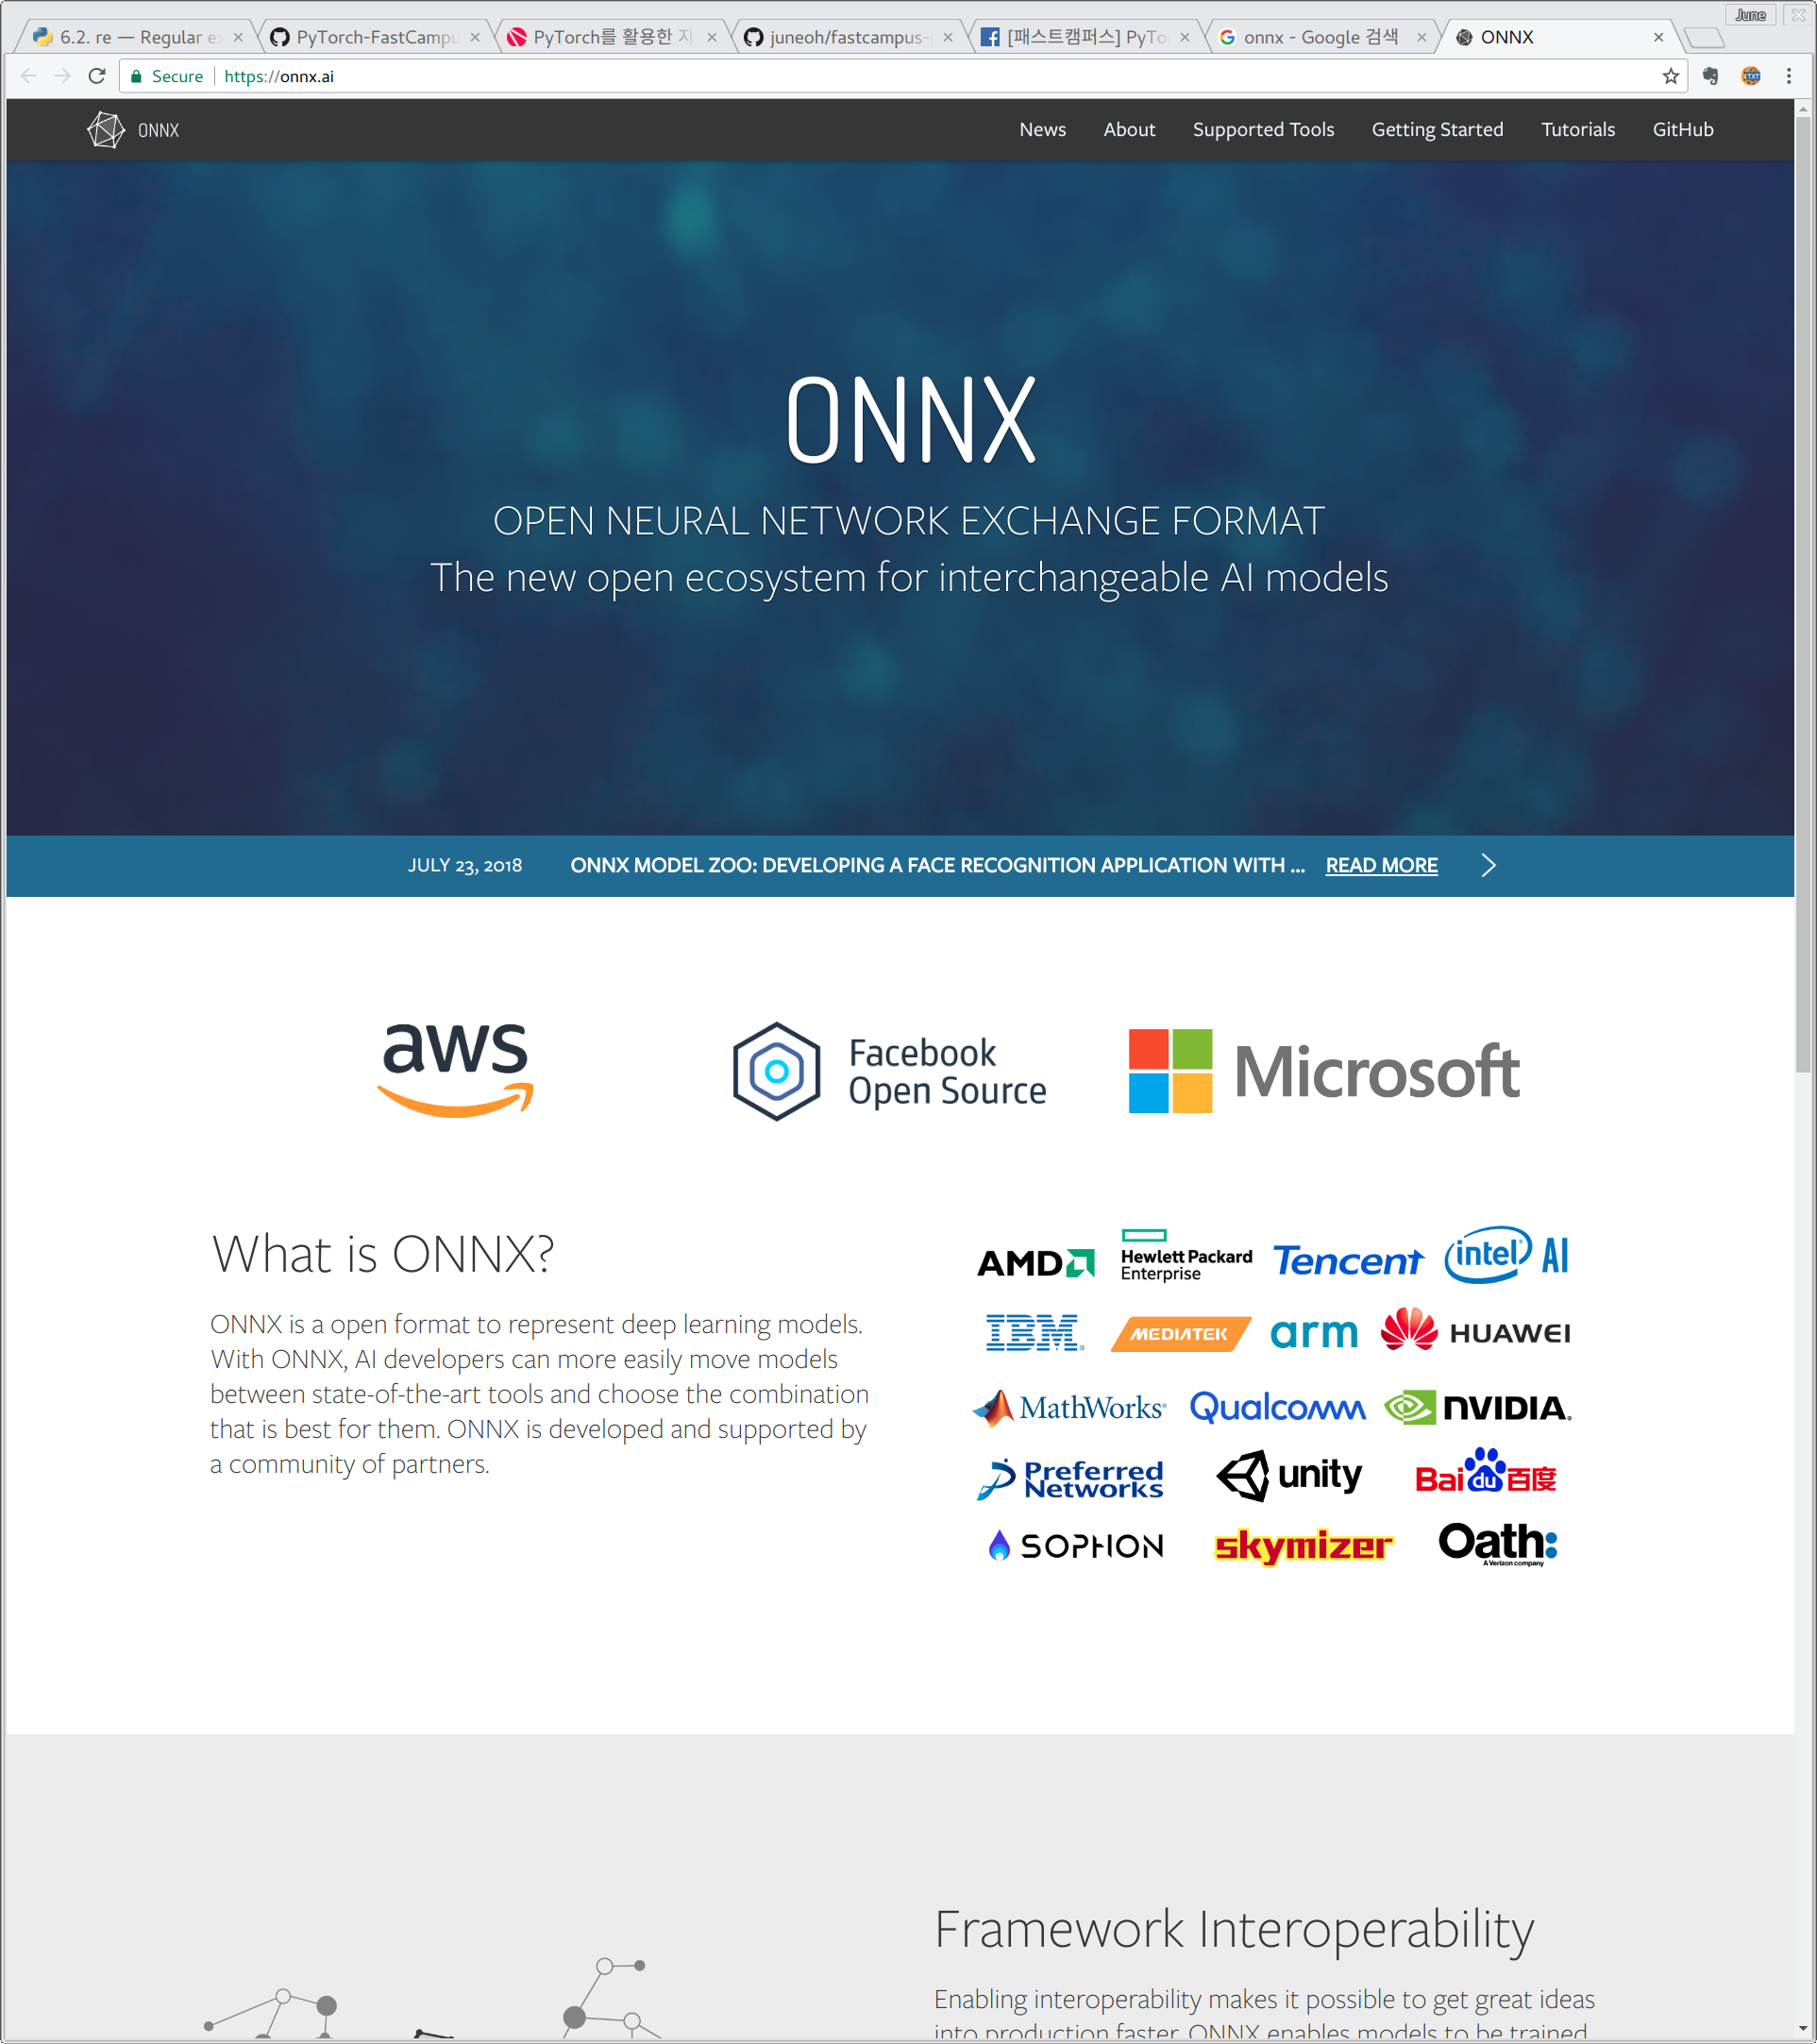 June
6.2. re — Regular ex
PyTorch-FastCampu
PyTorch를 활용한 자
juneoh/fastcampus-
[패스트캠퍼스] PyTo
onnx - Google 검색
ONNX
Secure
https://onnx.ai
ONNX
News
About
Supported Tools
Getting Started
Tutorials
GitHub
ONNX
OPEN NEURAL NETWORK EXCHANGE FORMAT
The new open ecosystem for interchangeable AI models
JULY 23, 2018 ONNX MODEL ZOO: DEVELOPING A FACE RECOGNITION APPLICATION WITH ... READ MORE
aws
Facebook
Open Source
Microsoft
What is ONNX?
ONNX is a open format to represent deep learning models.
With ONNX, AI developers can more easily move models
between state-of-the-art tools and choose the combination
that is best for them. ONNX is developed and supported by
a community of partners.
AMD
Hewlett Packard
Enterprise
Tencent
intel AI
IBM
MEDIATEK
arm
HUAWEI
MathWorks
Qualcomm
NVIDIA
Preferred
Networks
unity
Baidu百度
SOPHON
skymizer
Oath:
A Verizon company
Framework Interoperability
Enabling interoperability makes it possible to get great ideas
into production faster. ONNX enables models to be trained